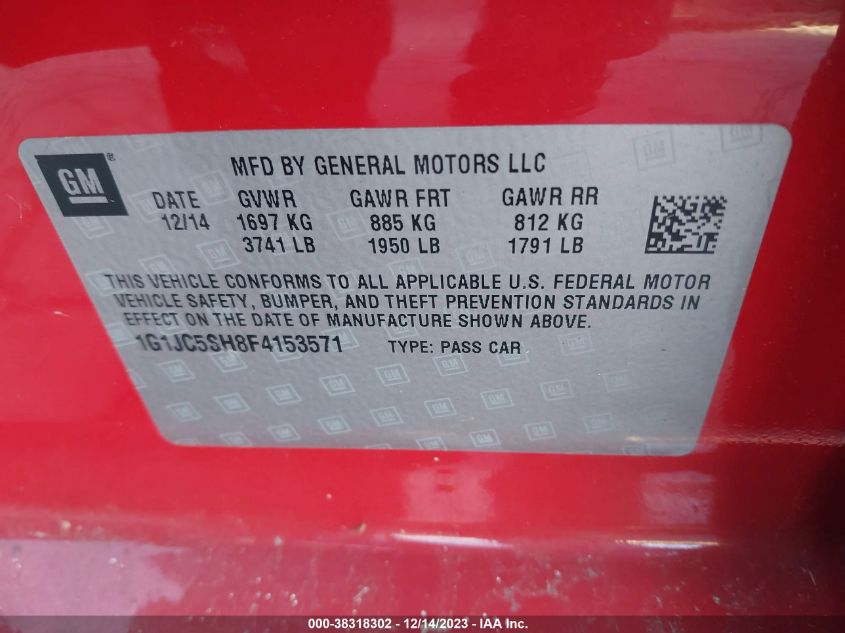 GM®
MFD BY GENERAL MOTORS LLC
DATE GVWR GAWR FRT GAWR RR
12/14 1697 KG 885 KG 812 KG
3741 LB 1950 LB 1791 LB
THIS VEHICLE CONFORMS TO ALL APPLICABLE U.S. FEDERAL MOTOR
VEHICLE SAFETY, BUMPER, AND THEFT PREVENTION STANDARDS IN
EFFECT ON THE DATE OF MANUFACTURE SHOWN ABOVE.
1G1JC5SH8F4153571 TYPE: PASS CAR
000-38318302 - 12/14/2023 - IAA Inc.